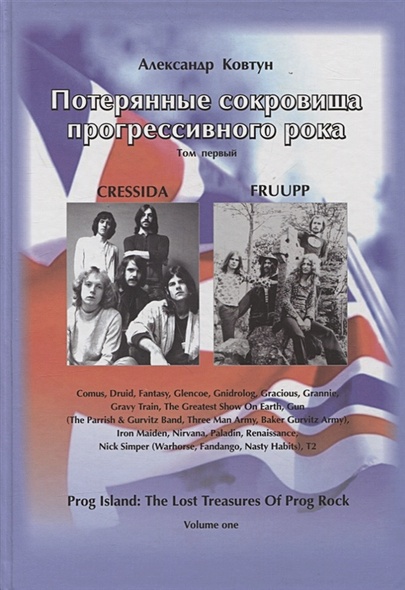 Александр Ковтун
Потерянные сокровища
прогрессивного рока
Том первый
CRESSIDA
FRUUPP
Comus, Druid, Fantasy, Glencoe, Gnidrolog, Gracious, Grannie,
Gravy Train, The Greatest Show On Earth, Gun
(The Parrish & Gurvitz Band, Three Man Army, Baker Gurvitz Army),
Iron Maiden, Nirvana, Paladin, Renaissance,
Nick Simper (Warhorse, Fandango, Nasty Habits), T2
Prog Island: The Lost Treasures Of Prog Rock
Volume one